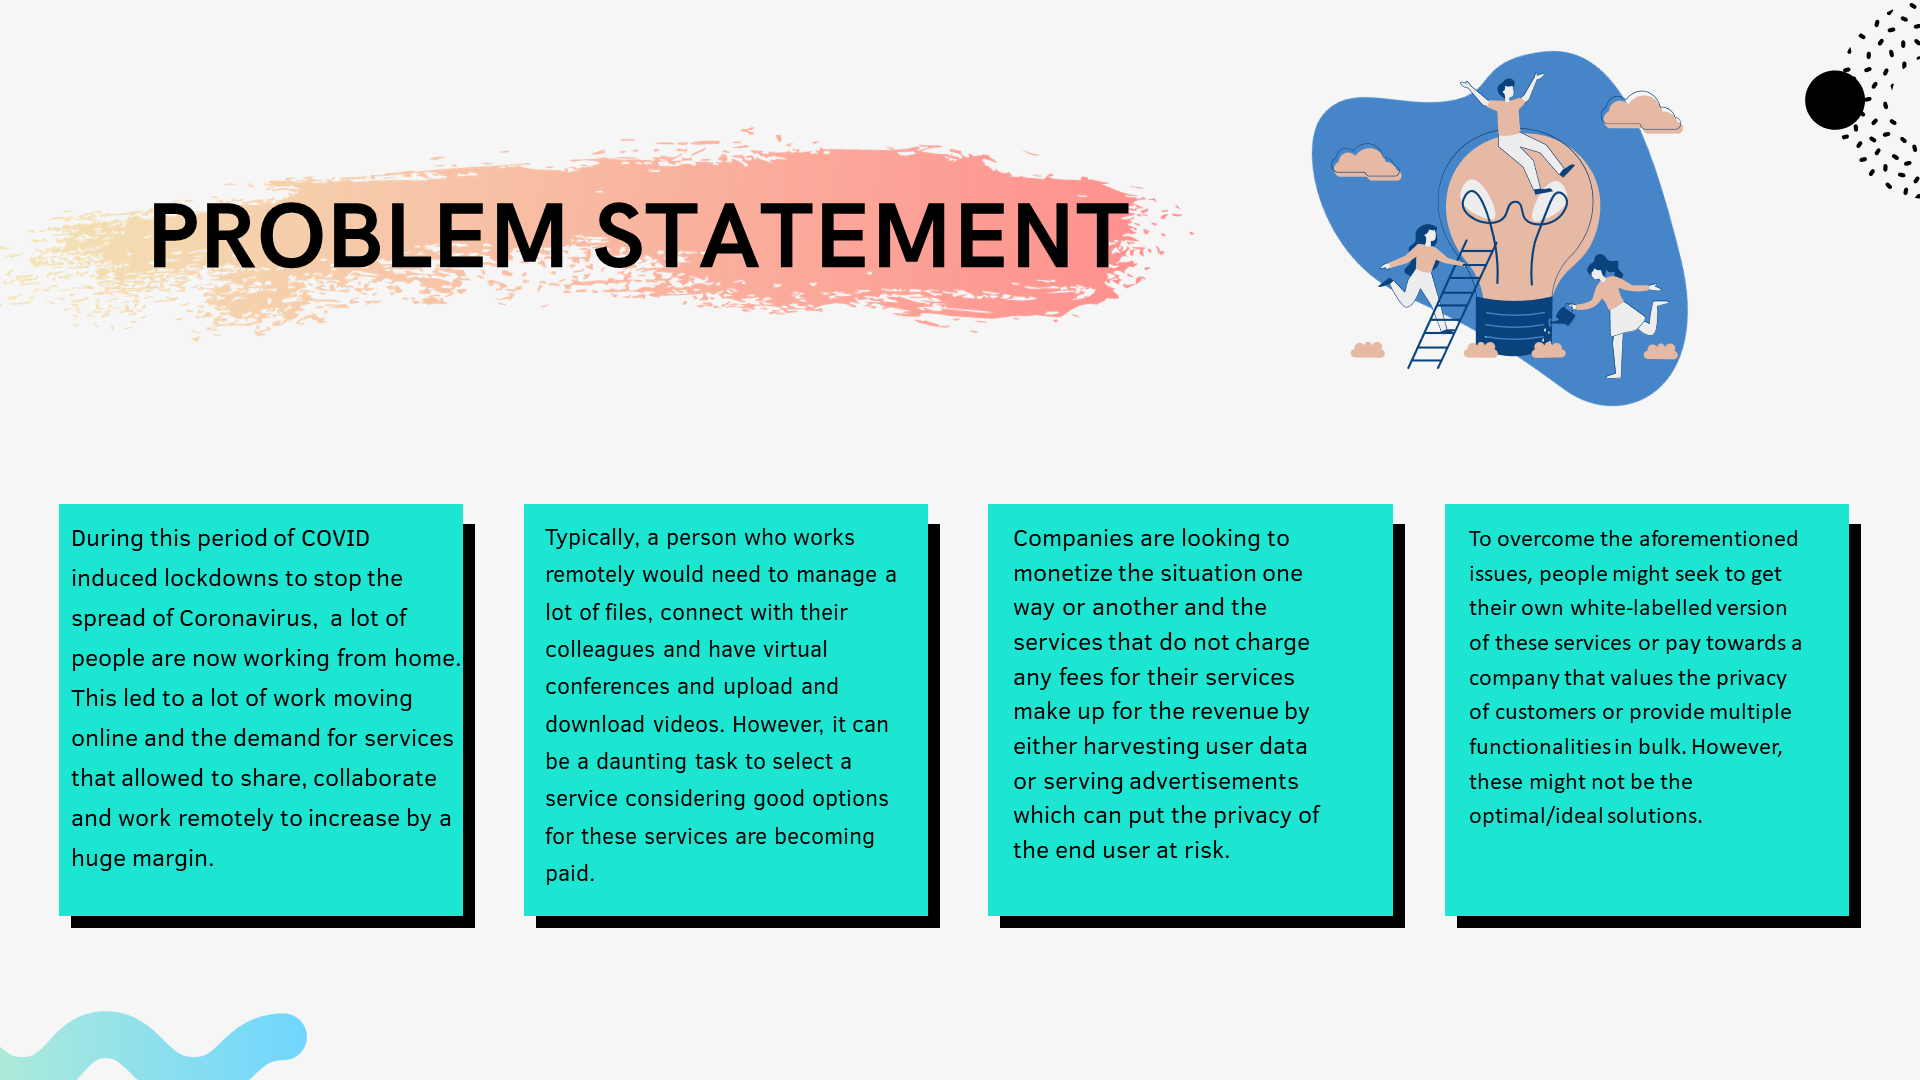 PROBLEM STATEMENT
During this period of COVID
induced lockdowns to stop the
spread of Coronavirus,  a lot of
people are now working from home.
This led to a lot of work moving
online and the demand for services
that allowed to share, collaborate
and work remotely to increase by a
huge margin.
Typically, a person who works
remotely would need to manage a
lot of files, connect with their
colleagues and have virtual
conferences and upload and
download videos. However, it can
be a daunting task to select a
service considering good options
for these services are becoming
paid.
Companies are looking to
monetize the situation one
way or another and the
services that do not charge
any fees for their services
make up for the revenue by
either harvesting user data
or serving advertisements
which can put the privacy of
the end user at risk.
To overcome the aforementioned
issues, people might seek to get
their own white-labelled version
of these services or pay towards a
company that values the privacy
of customers or provide multiple
functionalities in bulk. However,
these might not be the
optimal/ideal solutions.